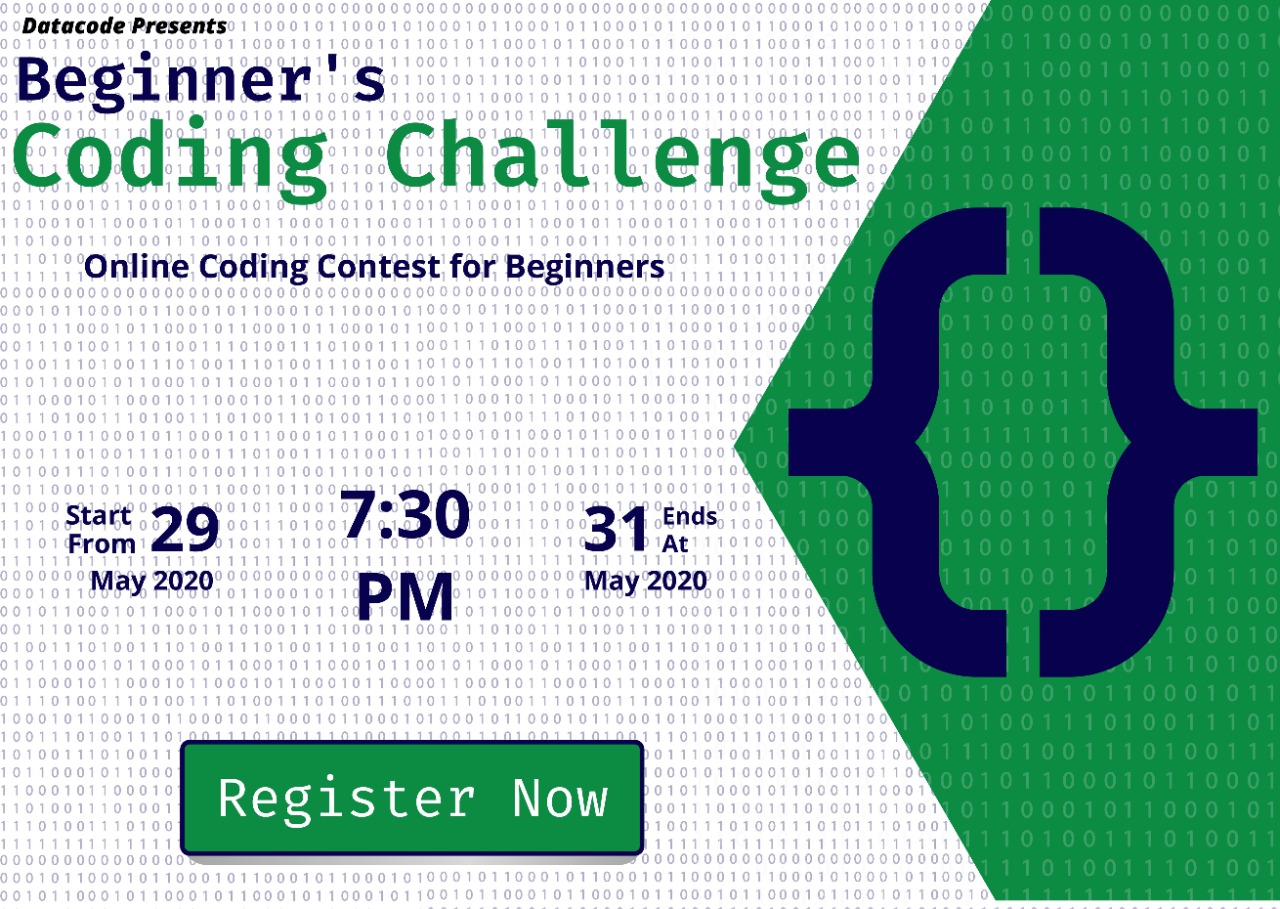 Datacode Presents
Beginner's
Coding Challenge
Online Coding Contest for Beginners
Start
From 29
May 2020
7:30
PM
31 Ends
At
May 2020
Register Now
{}